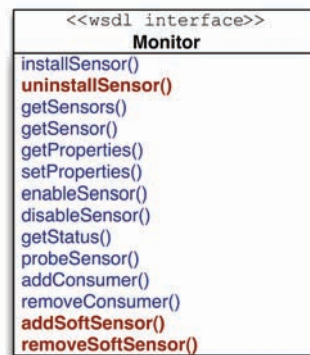 <<wsdl interface>>
Monitor
installSensor()
uninstallSensor()
getSensors()
getSensor()
getProperties()
setProperties()
enableSensor()
disableSensor()
getStatus()
probeSensor()
addConsumer()
removeConsumer()
addSoftSensor()
removeSoftSensor()